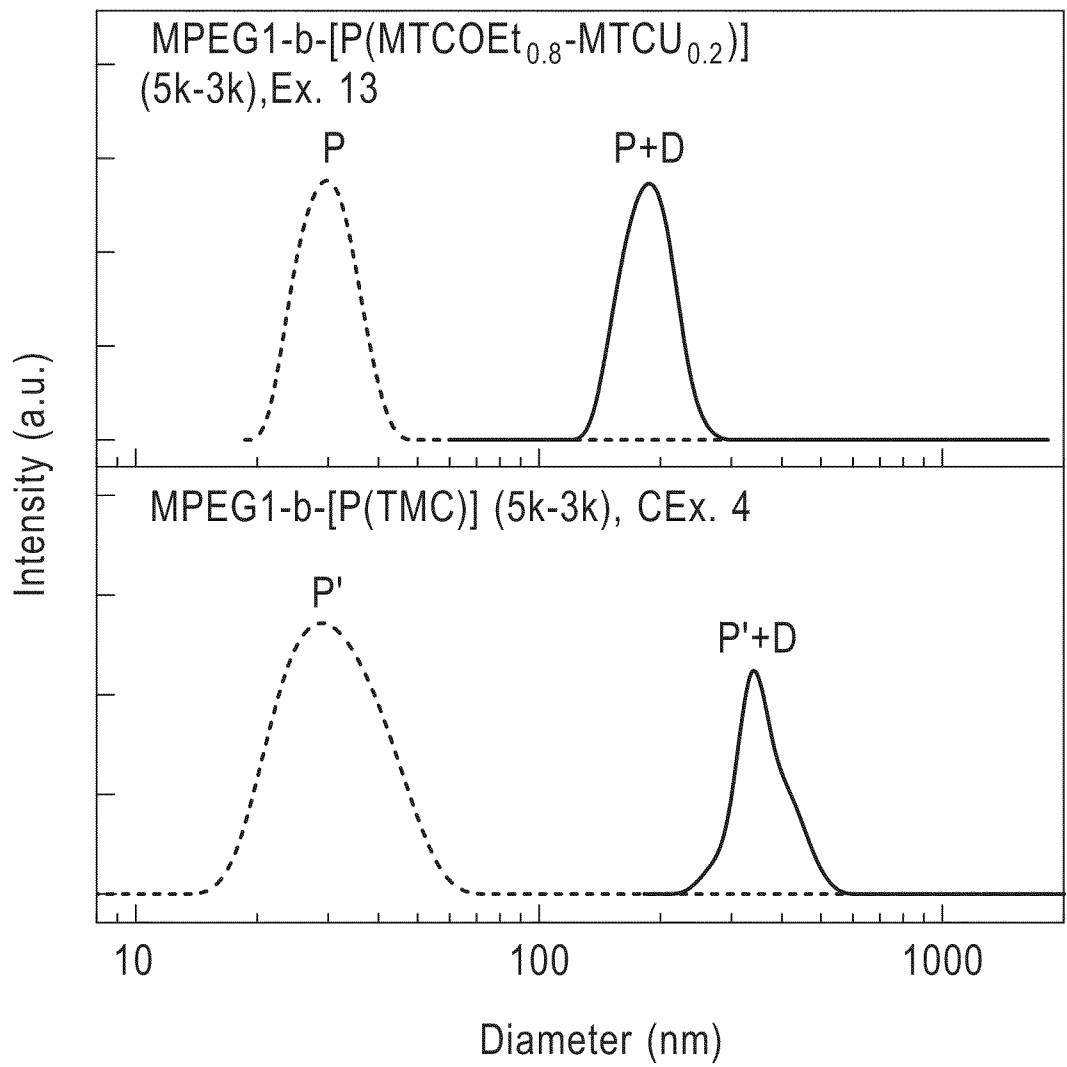 MPEG1-b-[P(MTCOEt0.8-MTCU0.2)]
(5k-3k),Ex. 13
P
P+D
Intensity (a.u.)
MPEG1-b-[P(TMC)] (5k-3k), CEx. 4
P'
P'+D
10
100
1000
Diameter (nm)